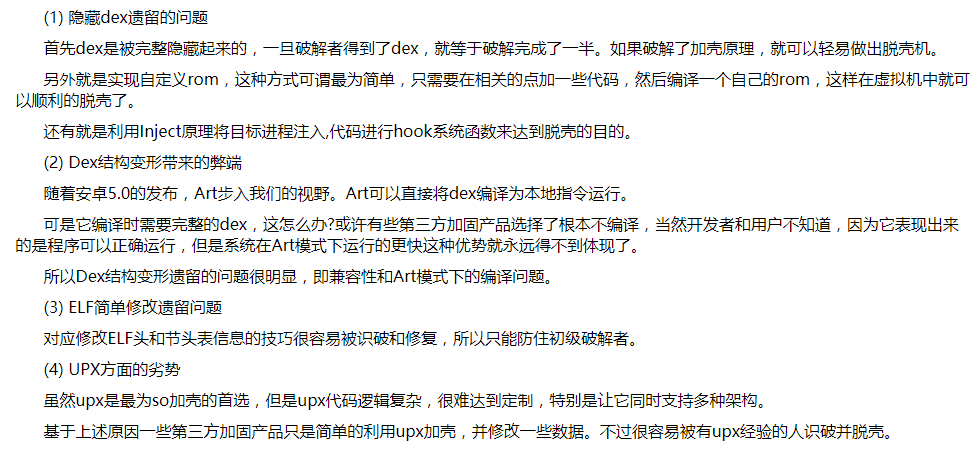 (1) 隐藏dex遗留的问题
首先dex是被完整隐藏起来的，一旦破解者得到了dex，就等于破解完成了一半。如果破解了加壳原理，就可以轻易做出脱壳机。
另外就是实现自定义rom，这种方式可谓最为简单，只需要在相关的点加一些代码，然后编译一个自己的rom，这样在虚拟机中就可
以顺利的脱壳了。
还有就是利用Inject原理将目标进程注入,代码进行hook系统函数来达到脱壳的目的。
(2) Dex结构变形带来的弊端
随着安卓5.0的发布，Art步入我们的视野。Art可以直接将dex编译为本地指令运行。
可是它编译时需要完整的dex，这怎么办?或许有些第三方加固产品选择了根本不编译，当然开发者和用户不知道，因为它表现出来
的是程序可以正确运行，但是系统在Art模式下运行的更快这种优势就永远得不到体现了。
所以Dex结构变形遗留的问题很明显，即兼容性和Art模式下的编译问题。
(3) ELF简单修改遗留问题
对应修改ELF头和节头表信息的技巧很容易被识破和修复，所以只能防住初级破解者。
(4) UPX方面的劣势
虽然upx是最为so加壳的首选，但是upx代码逻辑复杂，很难达到定制，特别是让它同时支持多种架构。
基于上述原因一些第三方加固产品只是简单的利用upx加壳，并修改一些数据。不过很容易被有upx经验的人识破并脱壳。